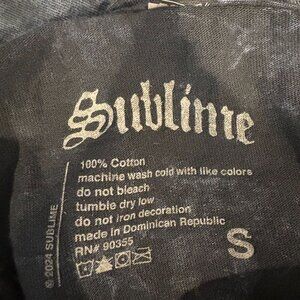 Sublime
100% Cotton
machine wash cold with like colors
do not bleach
tumble dry low
do not iron decoration
made in Dominican Republic
RN# 90355
S
© 2024 SUBLIME